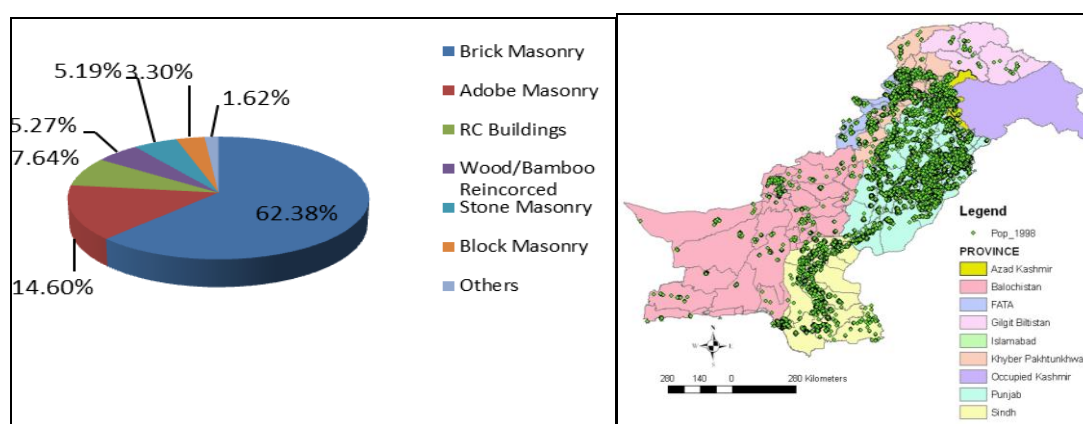 5.19%
3.30%
1.62%
5.27%
7.64%
62.38%
14.60%
Brick Masonry
Adobe Masonry
RC Buildings
Wood/Bamboo
Reincorced
Stone Masonry
Block Masonry
Others
Legend
Pop_1998
PROVINCE
Azad Kashmir
Balochistan
FATA
Gilgit Biltistan
Islamabad
Khyber Pakhtunkhwa
Occupied Kashmir
Punjab
Sindh
N
W E
S
280 140 0 280 Kilometers